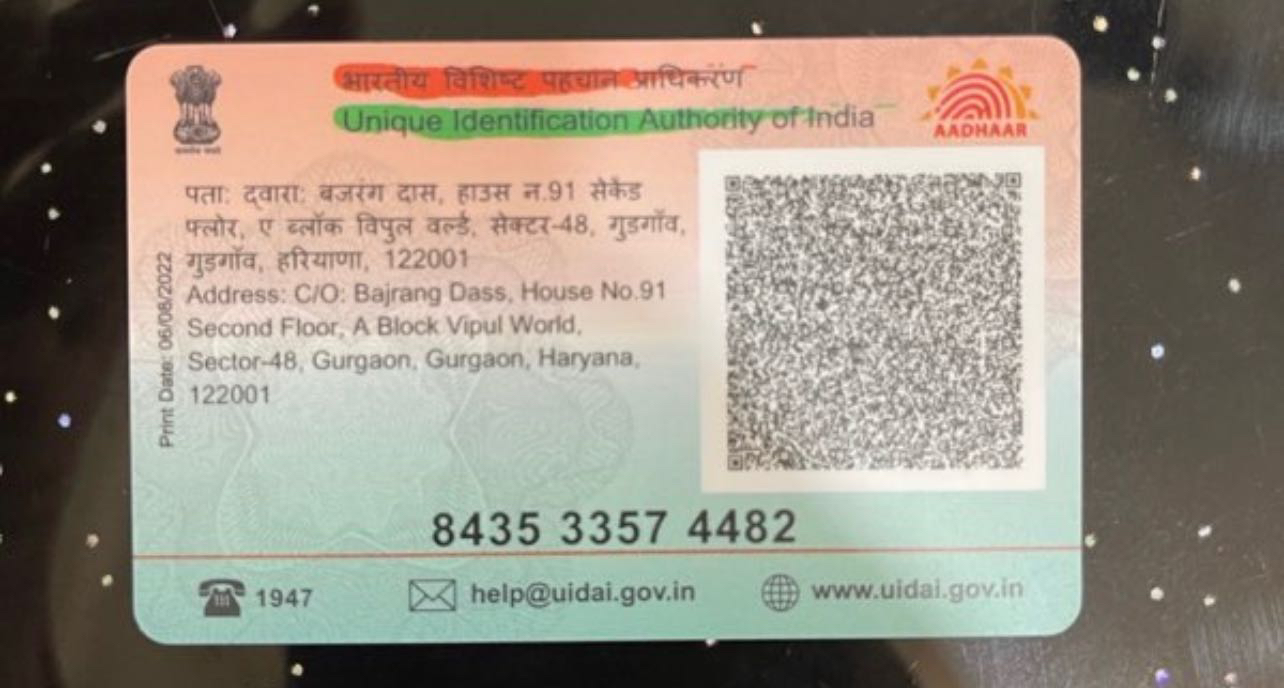 भारतीय विशिष्ट पहचान प्राधिकरण
Unique Identification Authority of India
AADHAAR
पता: द्वारा: बजरंग दास, हाउस न.91 सेकेंड
फ्लोर, ए ब्लॉक विपुल वर्ल्ड, सेक्टर-48, गुडगाँव,
गुडगाँव, हरियाणा, 122001
Address: C/O: Bajrang Dass, House No.91
Second Floor, A Block Vipul World,
Sector-48, Gurgaon, Gurgaon, Haryana,
122001
Print Date: 06/08/2022
8435 3357 4482
1947
help@uidai.gov.in
www.uidai.gov.in